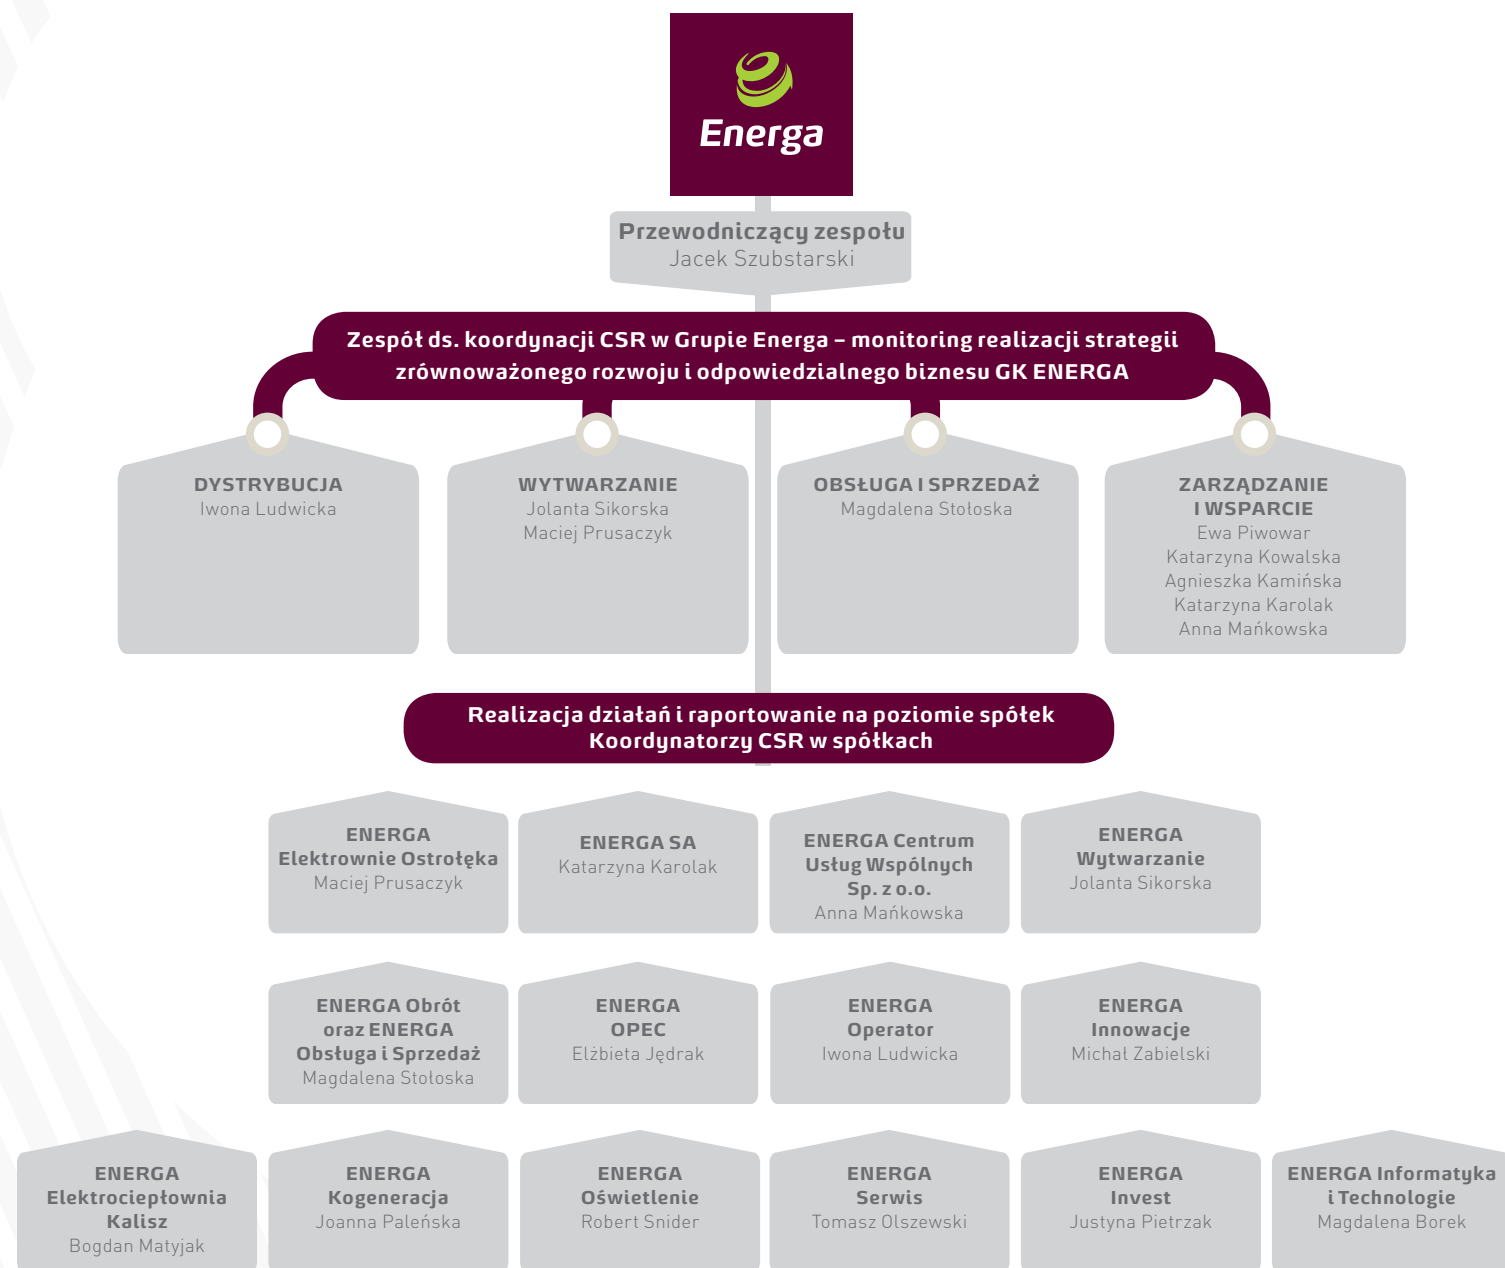 Energa
Przewodniczący zespołu
Jacek Szubstarski
Zespół ds. koordynacji CSR w Grupie Energa – monitoring realizacji strategii
zrównoważonego rozwoju i odpowiedzialnego biznesu GK ENERGA
DYSTRYBUCJA
Iwona Ludwicka
WYTWARZANIE
Jolanta Sikorska
Maciej Prusaczyk
OBSŁUGA I SPRZEDAŻ
Magdalena Stołoska
ZARZĄDZANIE
I WSPARCIE
Ewa Piwowar
Katarzyna Kowalska
Agnieszka Kamińska
Katarzyna Karolak
Anna Mańkowska
Realizacja działań i raportowanie na poziomie spółek
Koordynatorzy CSR w spółkach
ENERGA
Elektrownie Ostrołęka
Maciej Prusaczyk
ENERGA SA
Katarzyna Karolak
ENERGA Centrum
Usług Wspólnych
Sp. z o.o.
Anna Mańkowska
ENERGA
Wytwarzanie
Jolanta Sikorska
ENERGA Obrót
oraz ENERGA
Obsługa i Sprzedaż
Magdalena Stołoska
ENERGA
OPEC
Elżbieta Jędrak
ENERGA
Operator
Iwona Ludwicka
ENERGA
Innowacje
Michał Zabielski
ENERGA
Elektrociepłownia
Kalisz
Bogdan Matyjak
ENERGA
Kogeneracja
Joanna Paleńska
ENERGA
Oświetlenie
Robert Snider
ENERGA
Serwis
Tomasz Olszewski
ENERGA
Invest
Justyna Pietrzak
ENERGA Informatyka
i Technologie
Magdalena Borek